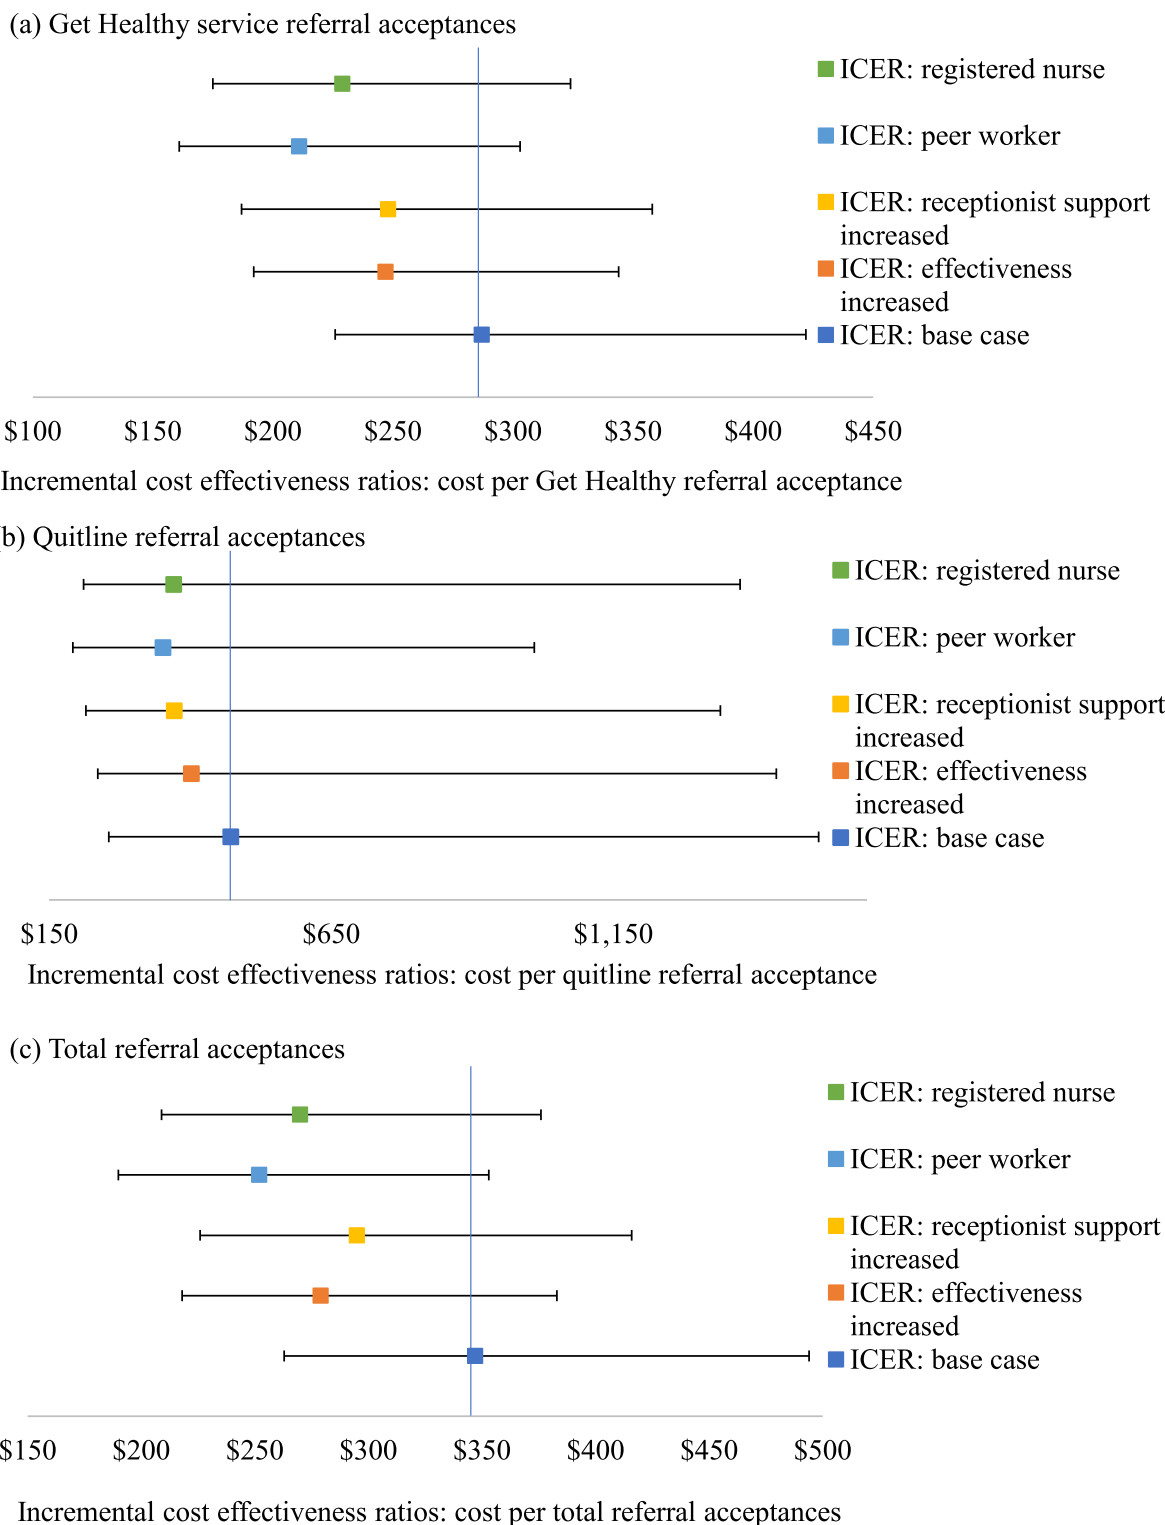 (a) Get Healthy service referral acceptances
ICER: registered nurse
ICER: peer worker
ICER: receptionist support
increased
ICER: effectiveness
increased
ICER: base case
$100 $150 $200 $250 $300 $350 $400 $450
Incremental cost effectiveness ratios: cost per Get Healthy referral acceptance
b) Quitline referral acceptances
ICER: registered nurse
ICER: peer worker
ICER: receptionist support
increased
ICER: effectiveness
increased
ICER: base case
$150 $650 $1,150
Incremental cost effectiveness ratios: cost per quitline referral acceptance
(c) Total referral acceptances
ICER: registered nurse
ICER: peer worker
ICER: receptionist support
increased
ICER: effectiveness
increased
ICER: base case
$150 $200 $250 $300 $350 $400 $450 $500
Incremental cost effectiveness ratios: cost per total referral acceptances